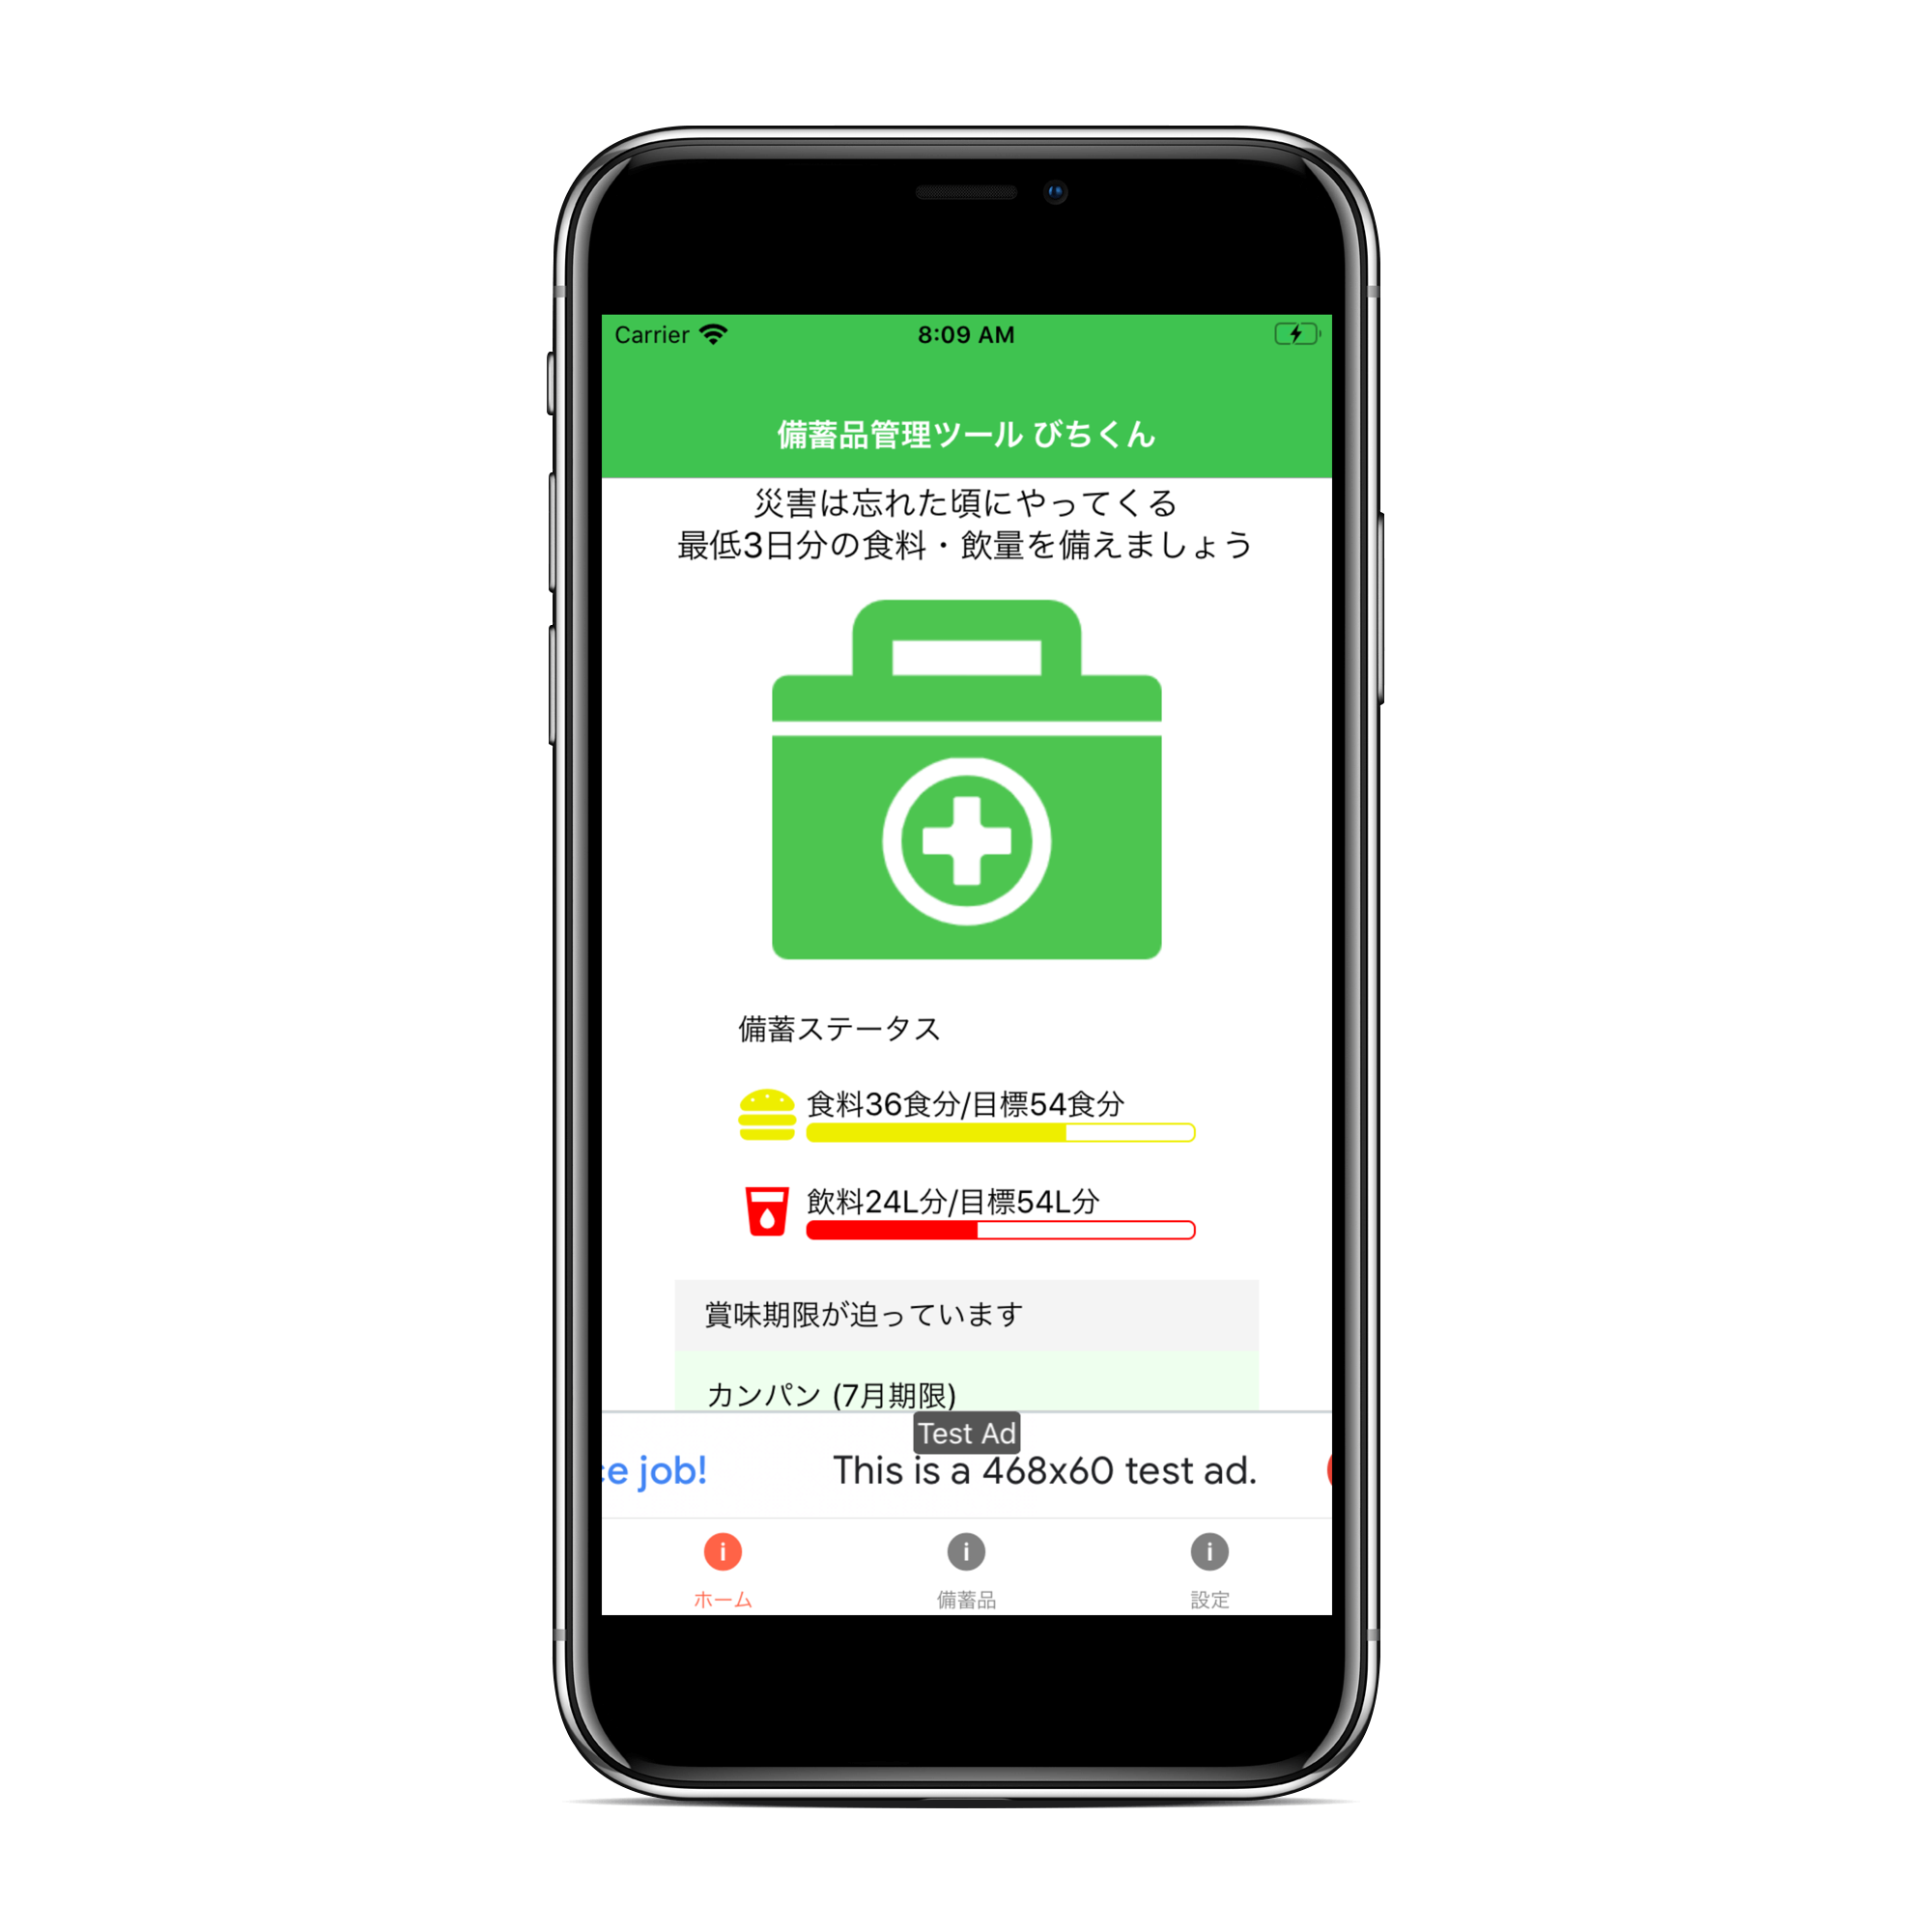 Carrier
8:09 AM
備蓄品管理ツール びちくん
災害は忘れた頃にやってくる
最低3日分の食料・飲量を備えましょう
備蓄ステータス
食料36食分/目標54食分
飲料24L分/目標54L分
賞味期限が迫っています
カンパン (7月期限)
Test Ad
e job!
This is a 468x60 test ad.
ホーム
備蓄品
設定